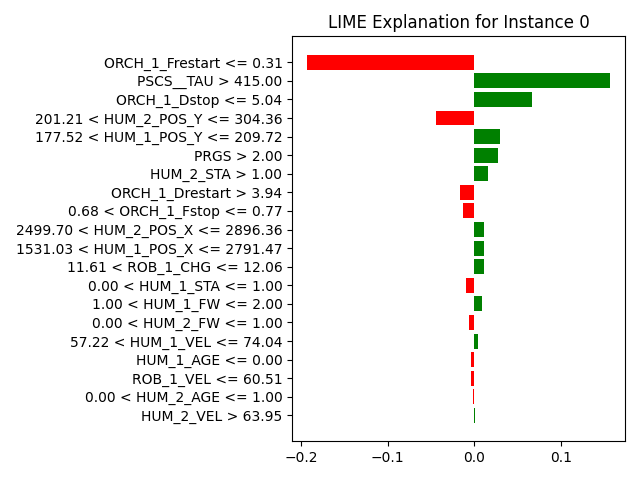 LIME Explanation for Instance 0
ORCH_1_Frestart <= 0.31
PSCS__TAU > 415.00
ORCH_1_Dstop <= 5.04
201.21 < HUM_2_POS_Y <= 304.36
177.52 < HUM_1_POS_Y <= 209.72
PRGS > 2.00
HUM_2_STA > 1.00
ORCH_1_Drestart > 3.94
0.68 < ORCH_1_Fstop <= 0.77
2499.70 < HUM_2_POS_X <= 2896.36
1531.03 < HUM_1_POS_X <= 2791.47
11.61 < ROB_1_CHG <= 12.06
0.00 < HUM_1_STA <= 1.00
1.00 < HUM_1_FW <= 2.00
0.00 < HUM_2_FW <= 1.00
57.22 < HUM_1_VEL <= 74.04
HUM_1_AGE <= 0.00
ROB_1_VEL <= 60.51
0.00 < HUM_2_AGE <= 1.00
HUM_2_VEL > 63.95
−0.2 −0.1 0.0 0.1